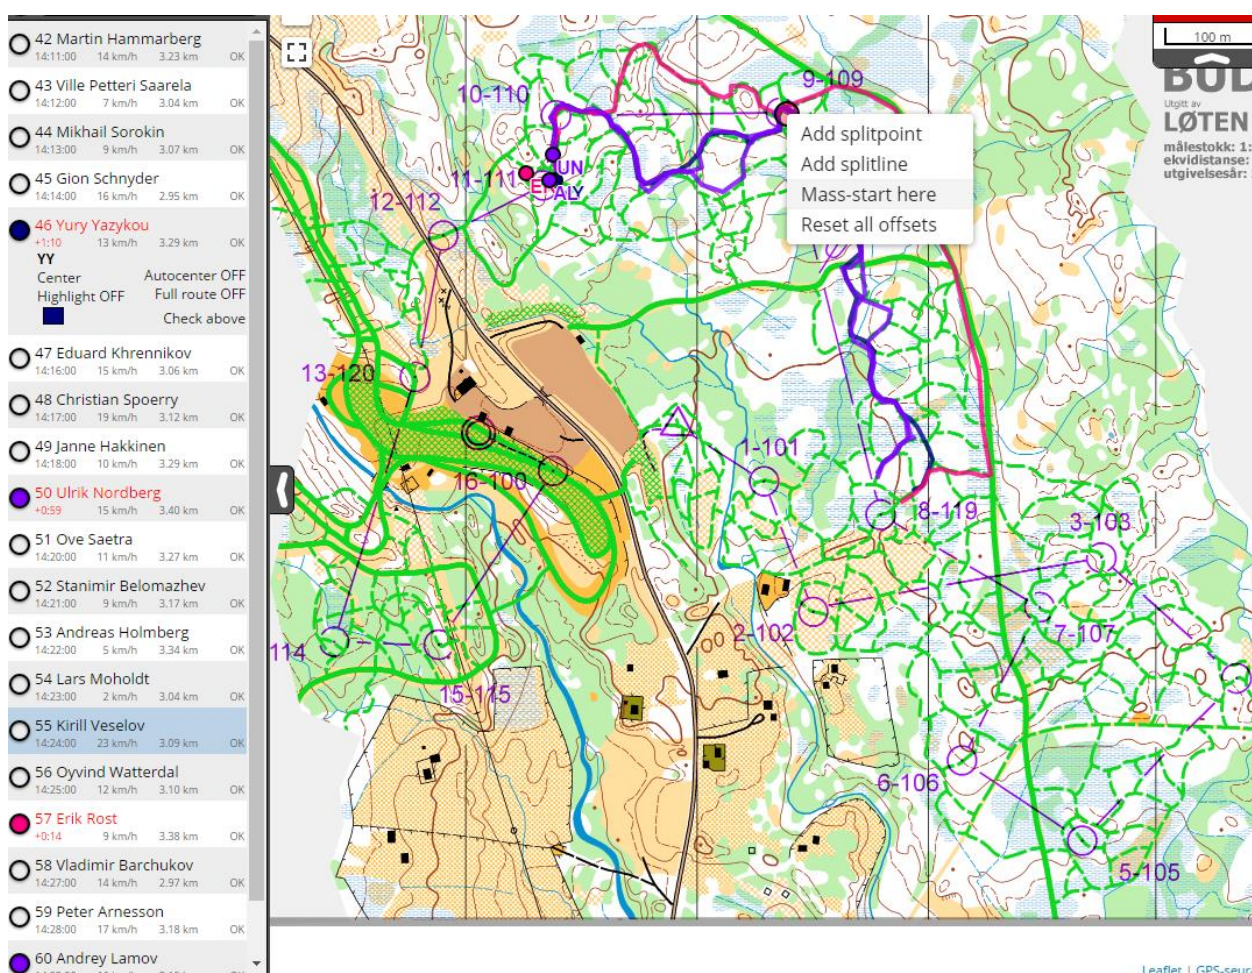 42 Martin Hammarberg
14:11:00 14 km/h 3.23 km OK
43 Ville Petteri Saarela
14:12:00 7 km/h 3.04 km OK
44 Mikhail Sorokin
14:13:00 9 km/h 3.07 km OK
45 Gion Schnyder
14:14:00 16 km/h 2.95 km OK
46 Yury Yazykou
+1:10 13 km/h 3.29 km OK
YY
Center Autocenter OFF
Highlight OFF Full route OFF
Check above
47 Eduard Khrennikov
14:16:00 15 km/h 3.06 km OK
48 Christian Spoerry
14:17:00 19 km/h 3.12 km OK
49 Janne Hakkinen
14:18:00 10 km/h 3.29 km OK
50 Ulrik Nordberg
+0:59 15 km/h 3.40 km OK
51 Ove Saetra
14:20:00 11 km/h 3.27 km OK
52 Stanimir Belomazhev
14:21:00 9 km/h 3.17 km OK
53 Andreas Holmberg
14:22:00 5 km/h 3.34 km OK
54 Lars Moholdt
14:23:00 2 km/h 3.04 km OK
55 Kirill Veselov
14:24:00 23 km/h 3.09 km OK
56 Oyvind Watterdal
14:25:00 12 km/h 3.10 km OK
57 Erik Rost
+0:14 9 km/h 3.38 km OK
58 Vladimir Barchukov
14:27:00 14 km/h 2.97 km OK
59 Peter Arnesson
14:28:00 17 km/h 3.18 km OK
60 Andrey Lamov
100 m
BUD
Utgitt av
LØTEN
målestokk: 1:
ekvidistanse:
utgivelsesår:
9-109
10-110
Add splitpoint
Add splitline
Mass-start here
Reset all offsets
UN
11-111
ALY
12-112
13-120
1-101
16-100
8-119
3-103
2-102
7-107
114
15-115
6-106
5-105
Leaflet | GPS-seur